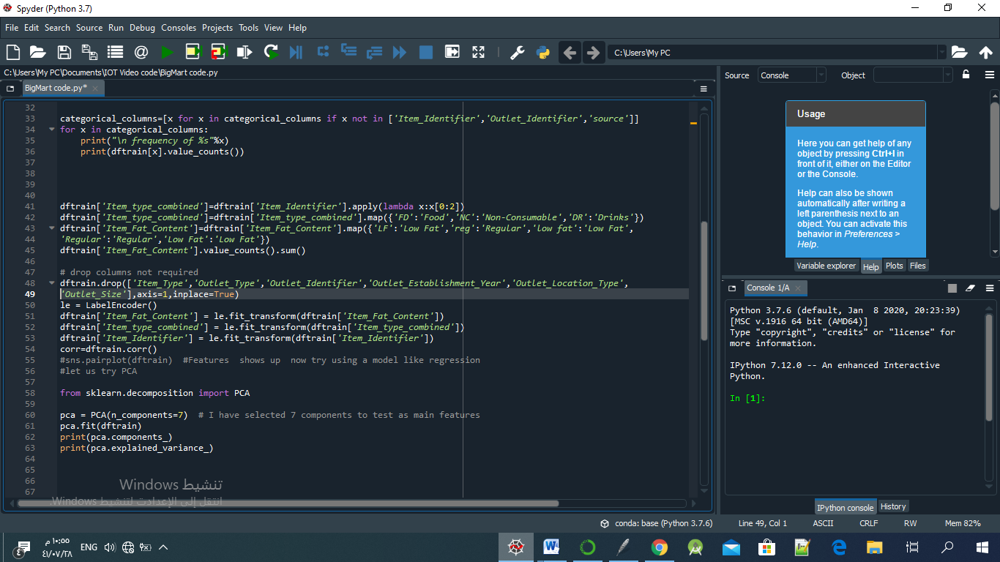 Spyder (Python 3.7)
File Edit Search Source Run Debug Consoles Projects Tools View Help
C:\Users\My PC
C:\Users\My PC\Documents\IOT Video code\BigMart code.py
BigMart code.py*
32
33 categorical_columns=[x for x in categorical_columns if x not in ['Item_Identifier','Outlet_Identifier','source']]
34 for x in categorical_columns:
35     print("\n frequency of %s"%x)
36     print(dftrain[x].value_counts())
37
38
39
40
41 dftrain['Item_type_combined']=dftrain['Item_Identifier'].apply(lambda x:x[0:2])
42 dftrain['Item_type_combined']=dftrain['Item_type_combined'].map({'FD':'Food','NC':'Non-Consumable','DR':'Drinks'})
43 dftrain['Item_Fat_Content']=dftrain['Item_Fat_Content'].map({'LF':'Low Fat','reg':'Regular','low fat':'Low Fat',
44 'Regular':'Regular','Low Fat':'Low Fat'})
45 dftrain['Item_Fat_Content'].value_counts().sum()
46
47 # drop columns not required
48 dftrain.drop(['Item_Type','Outlet_Type','Outlet_Identifier','Outlet_Establishment_Year','Outlet_Location_Type',
49 'Outlet_Size'],axis=1,inplace=True)
50 le = LabelEncoder()
51 dftrain['Item_Fat_Content'] = le.fit_transform(dftrain['Item_Fat_Content'])
52 dftrain['Item_type_combined'] = le.fit_transform(dftrain['Item_type_combined'])
53 dftrain['Item_Identifier'] = le.fit_transform(dftrain['Item_Identifier'])
54 corr=dftrain.corr()
55 #sns.pairplot(dftrain)  #Features  shows up  now try using a model like regression
56 #let us try PCA
57
58 from sklearn.decomposition import PCA
59
60 pca = PCA(n_components=7)  # I have selected 7 components to test as main features
61 pca.fit(dftrain)
62 print(pca.components_)
63 print(pca.explained_variance_)
64
65
66
67
تنشيط Windows
انتقل إلى الإعدادت لتنشيط Windows.
Source Console Object
Usage
Here you can get help of any
object by pressing Ctrl+I in
front of it, either on the Editor
or the Console.
Help can also be shown
automatically after writing a
left parenthesis next to an
object. You can activate this
behavior in Preferences >
Help.
Variable explorer Help Plots Files
Console 1/A
Python 3.7.6 (default, Jan  8 2020, 20:23:39)
[MSC v.1916 64 bit (AMD64)]
Type "copyright", "credits" or "license" for
more information.
IPython 7.12.0 -- An enhanced Interactive
Python.
In [1]:
IPython console History
conda: base (Python 3.7.6) Line 49, Col 1 ASCII CRLF RW Mem 82%
٤ ENG
١٠:٥٥ م
٤١/٠٧/٢٨